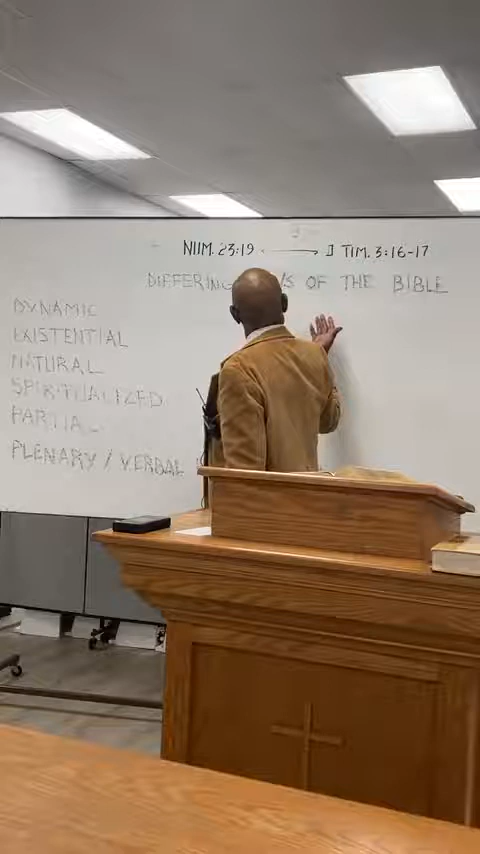 NUM. 23:19 ⟶ II TIM. 3:16-17
DIFFERING OF THE BIBLE
DYNAMIC
EXISTENTIAL
NATURAL
SPIRITUALIZED
PARTIAL
PLENARY / VERBAL